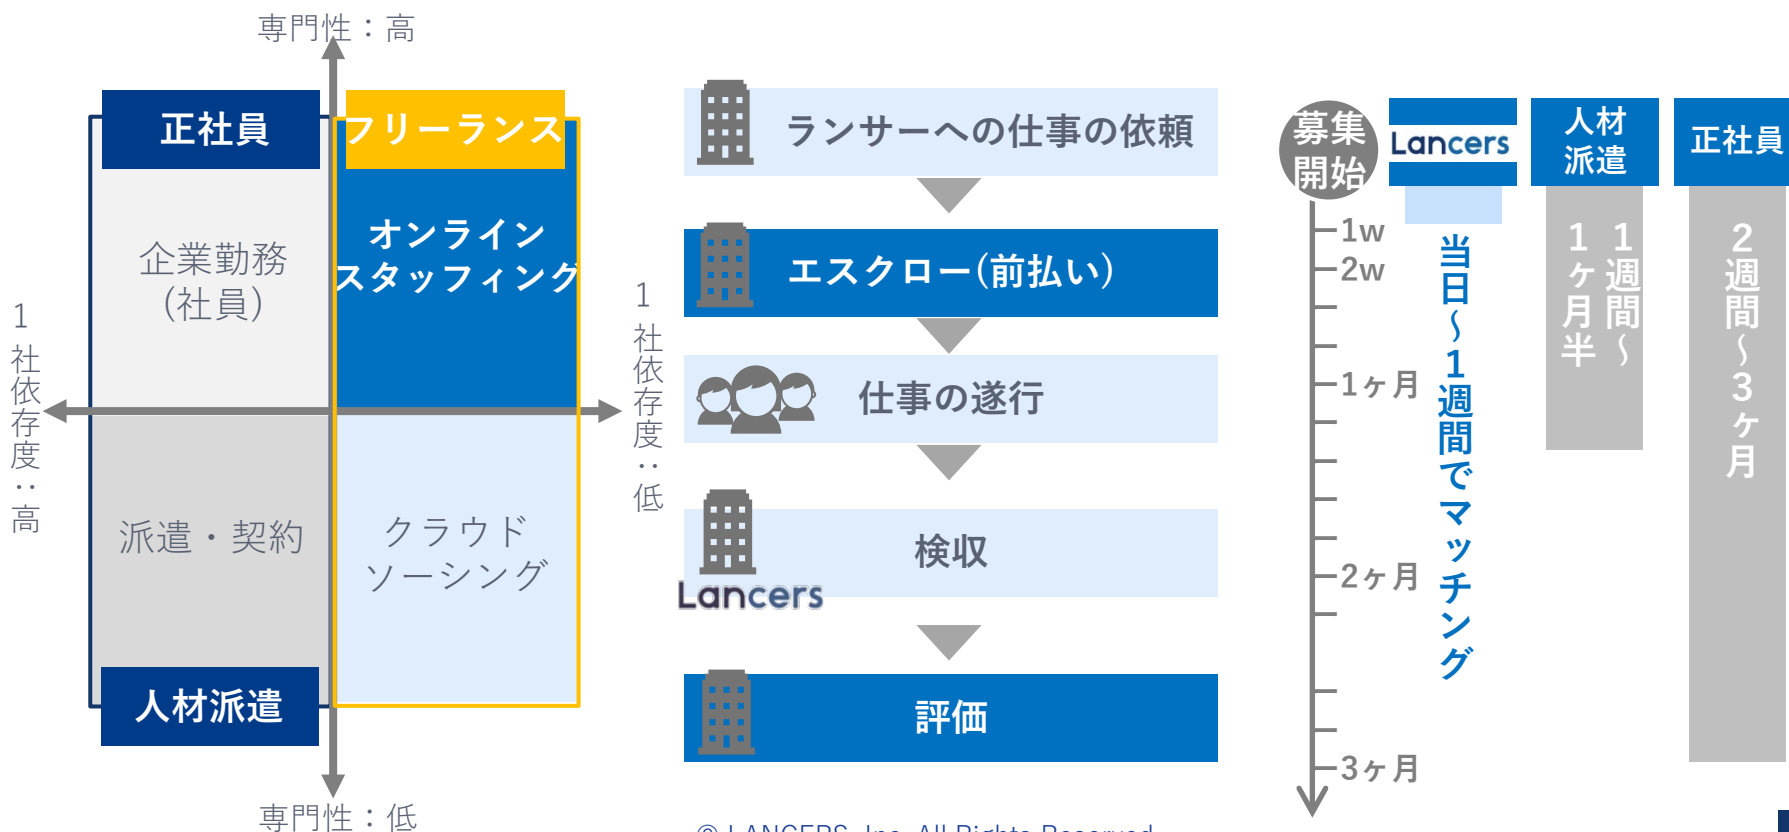 専門性：高
正社員
フリーランス
企業勤務
(社員)
オンライン
スタッフィング
1社依存度：高
1社依存度：低
派遣・契約
クラウド
ソーシング
人材派遣
専門性：低
ランサーへの仕事の依頼
エスクロー(前払い)
仕事の遂行
検収
Lancers
評価
募集
開始
Lancers
人材
派遣
正社員
1w
2w
1ヶ月
2ヶ月
3ヶ月
当日～1週間でマッチング
1週間～
1ヶ月半
2週間～3ヶ月
© LANCERS, Inc. All Rights Reserved